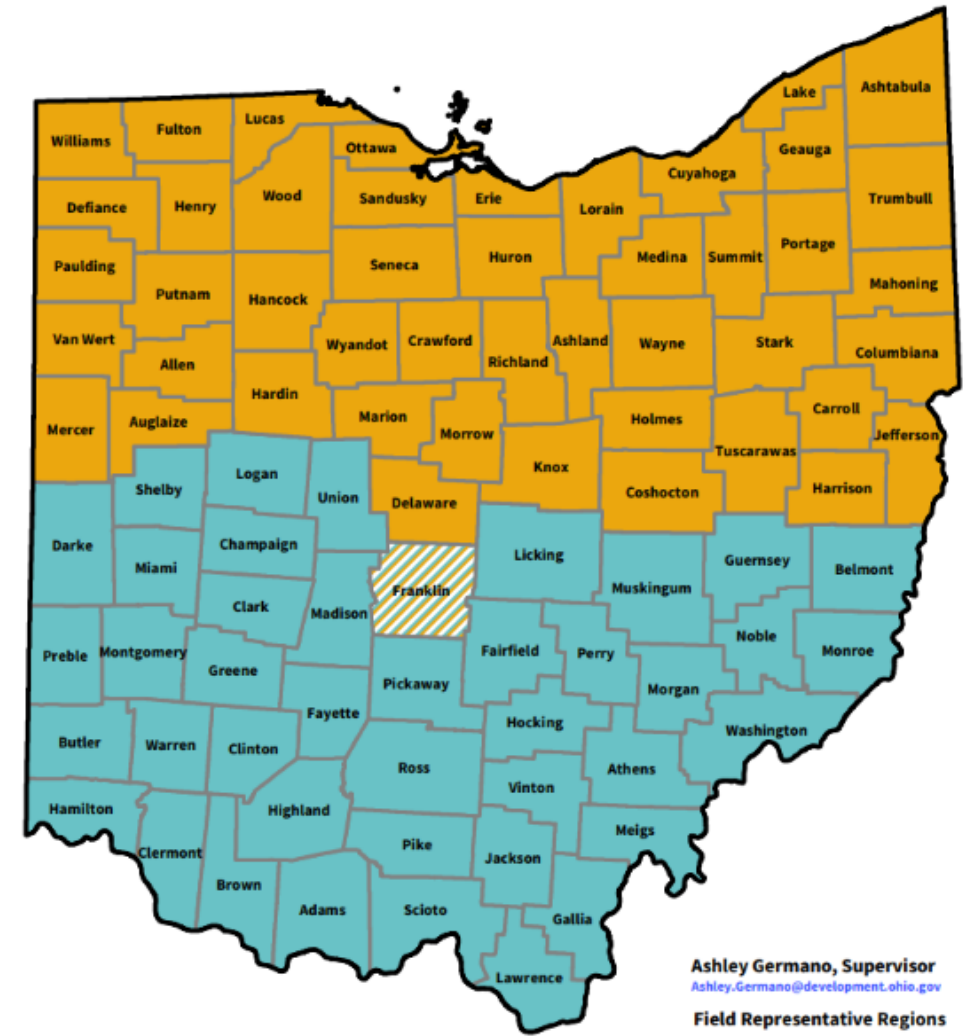 Ashtabula
Lake
Lucas
Fulton
Williams
Ottawa
Geauga
Cuyahoga
Wood
Sandusky
Erie
Trumbull
Defiance
Henry
Lorain
Portage
Huron
Medina
Summit
Seneca
Paulding
Mahoning
Putnam
Hancock
Van Wert
Wyandot
Crawford
Ashland
Wayne
Stark
Columbiana
Richland
Allen
Hardin
Carroll
Marion
Holmes
Auglaize
Mercer
Morrow
Jefferson
Tuscarawas
Knox
Logan
Harrison
Shelby
Coshocton
Union
Delaware
Darke
Champaign
Licking
Guernsey
Miami
Belmont
Franklin
Muskingum
Clark
Madison
Noble
Preble
Montgomery
Fairfield
Perry
Monroe
Greene
Pickaway
Morgan
Fayette
Hocking
Washington
Butler
Warren
Clinton
Ross
Athens
Vinton
Hamilton
Highland
Meigs
Pike
Clermont
Jackson
Brown
Adams
Scioto
Gallia
Lawrence
Ashley Germano, Supervisor
Ashley.Germano@development.ohio.gov
Field Representative Regions